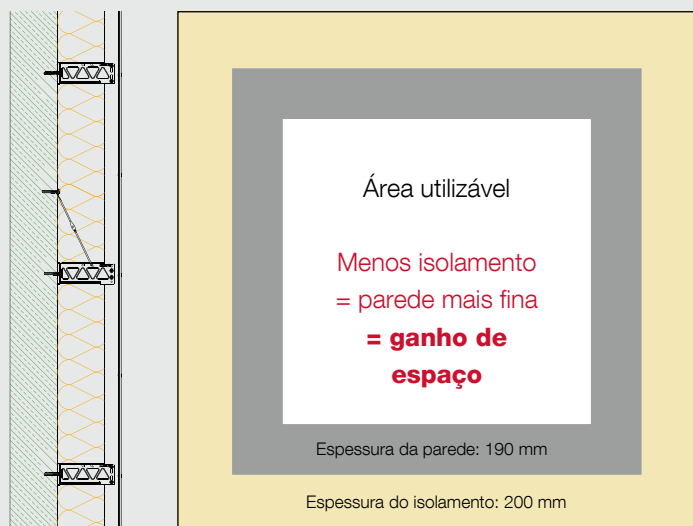 Área utilizável
Menos isolamento
= parede mais fina
= ganho de
espaço
Espessura da parede: 190 mm
Espessura do isolamento: 200 mm